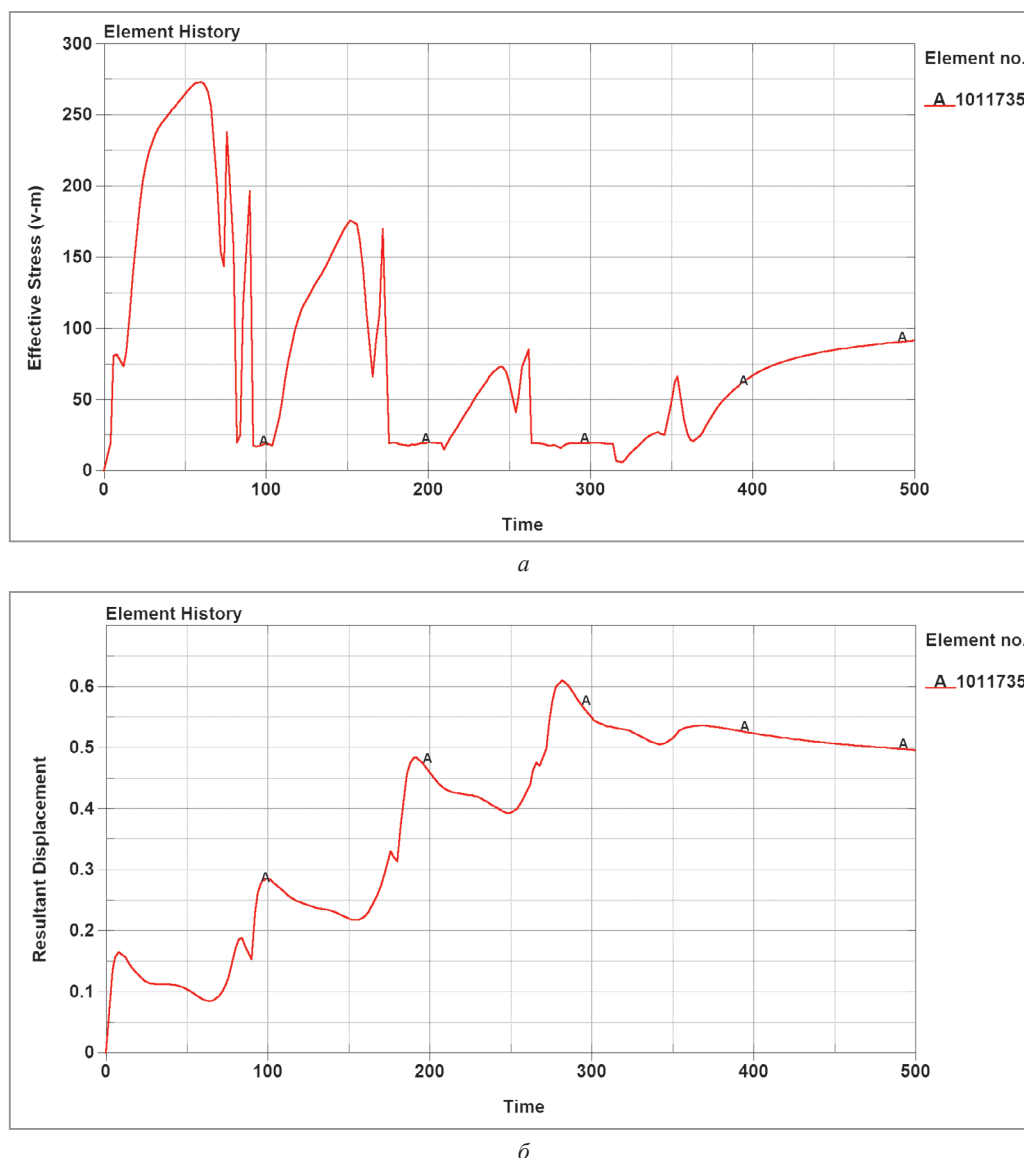 Element History
Element no.
A 1011735
Effective Stress (v-m)
300
250
200
150
100
50
0
A
A
A
A
A
0
100
200
300
400
500
Time
а
Element History
Element no.
A 1011735
Resultant Displacement
0.6
0.5
0.4
0.3
0.2
0.1
0
A
A
A
A
A
0
100
200
300
400
500
Time
б